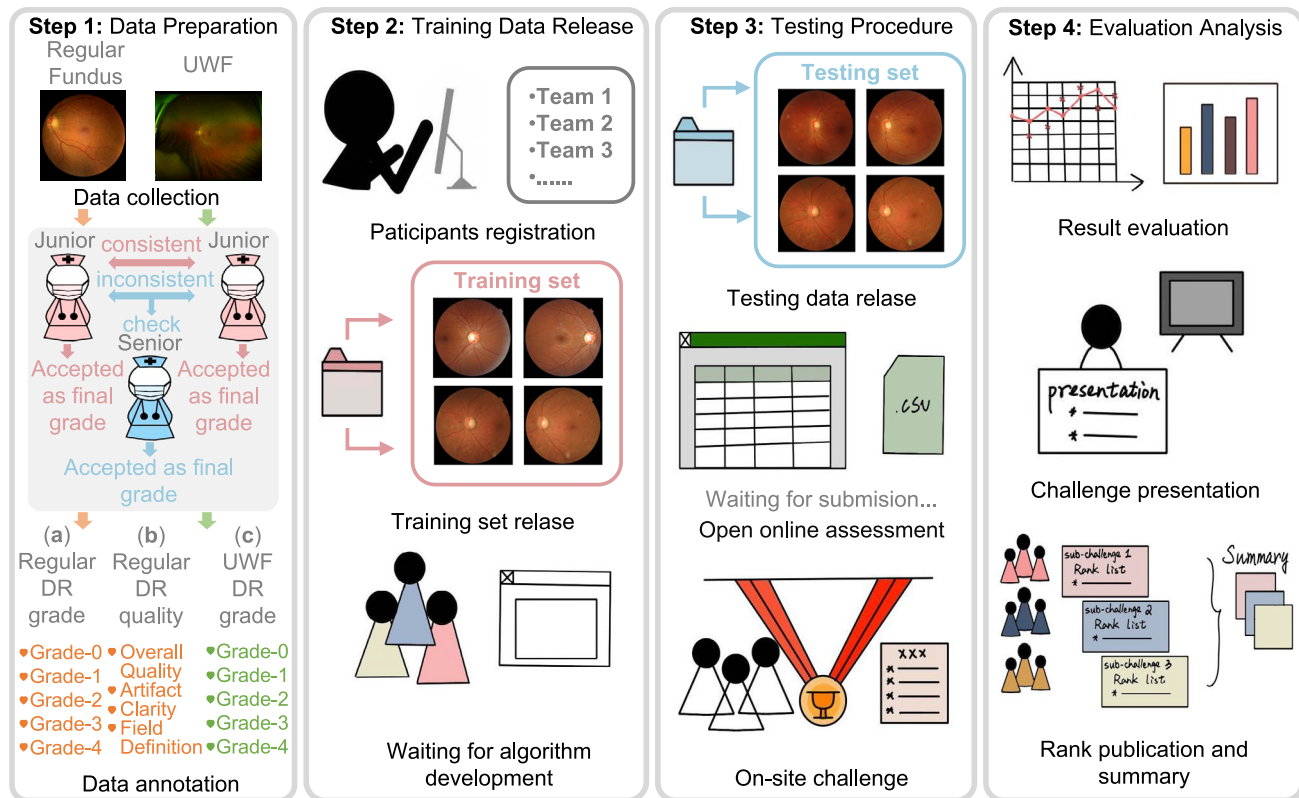 Step 1: Data Preparation
Regular
Fundus
UWF
Data collection
Junior
consistent
Junior
inconsistent
check
Senior
Accepted
as final
grade
Accepted
as final
grade
Accepted as final
grade
(a)
Regular
DR
grade
(b)
Regular
DR
quality
(c)
UWF
DR
grade
Grade-0
Grade-1
Grade-2
Grade-3
Grade-4
Overall
Quality
Artifact
Clarity
Field
Definition
Grade-0
Grade-1
Grade-2
Grade-3
Grade-4
Data annotation
Step 2: Training Data Release
•Team 1
•Team 2
•Team 3
•......
Paticipants registration
Training set
Training set relase
Waiting for algorithm
development
Step 3: Testing Procedure
Testing set
Testing data relase
.CSV
Waiting for submision...
Open online assessment
XXX
*
*
*
*
On-site challenge
Step 4: Evaluation Analysis
Result evaluation
presentation
*
*
Challenge presentation
sub-challenge 1
Rank list
*
sub-challenge 2
Rank list
*
sub-challenge 3
Rank list
*
Summary
Rank publication and
summary